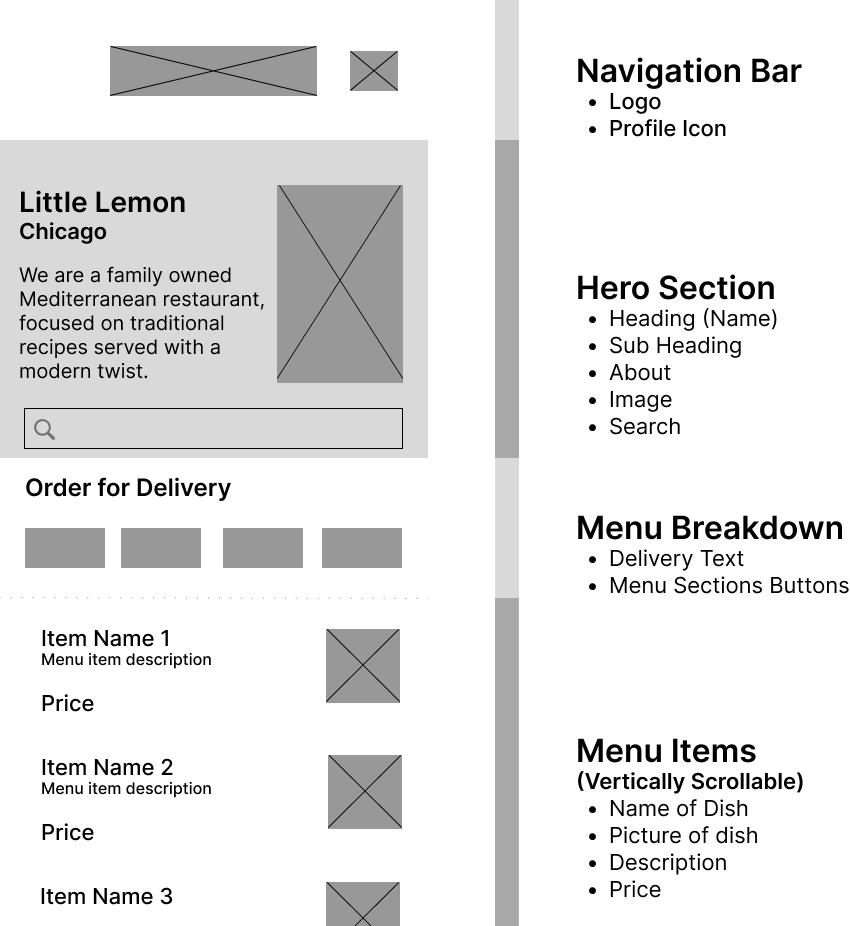 Little Lemon
Chicago
We are a family owned
Mediterranean restaurant,
focused on traditional
recipes served with a
modern twist.
Order for Delivery
Item Name 1
Menu item description
Price
Item Name 2
Menu item description
Price
Item Name 3
Navigation Bar
• Logo
• Profile Icon
Hero Section
• Heading (Name)
• Sub Heading
• About
• Image
• Search
Menu Breakdown
• Delivery Text
• Menu Sections Buttons
Menu Items
(Vertically Scrollable)
• Name of Dish
• Picture of dish
• Description
• Price